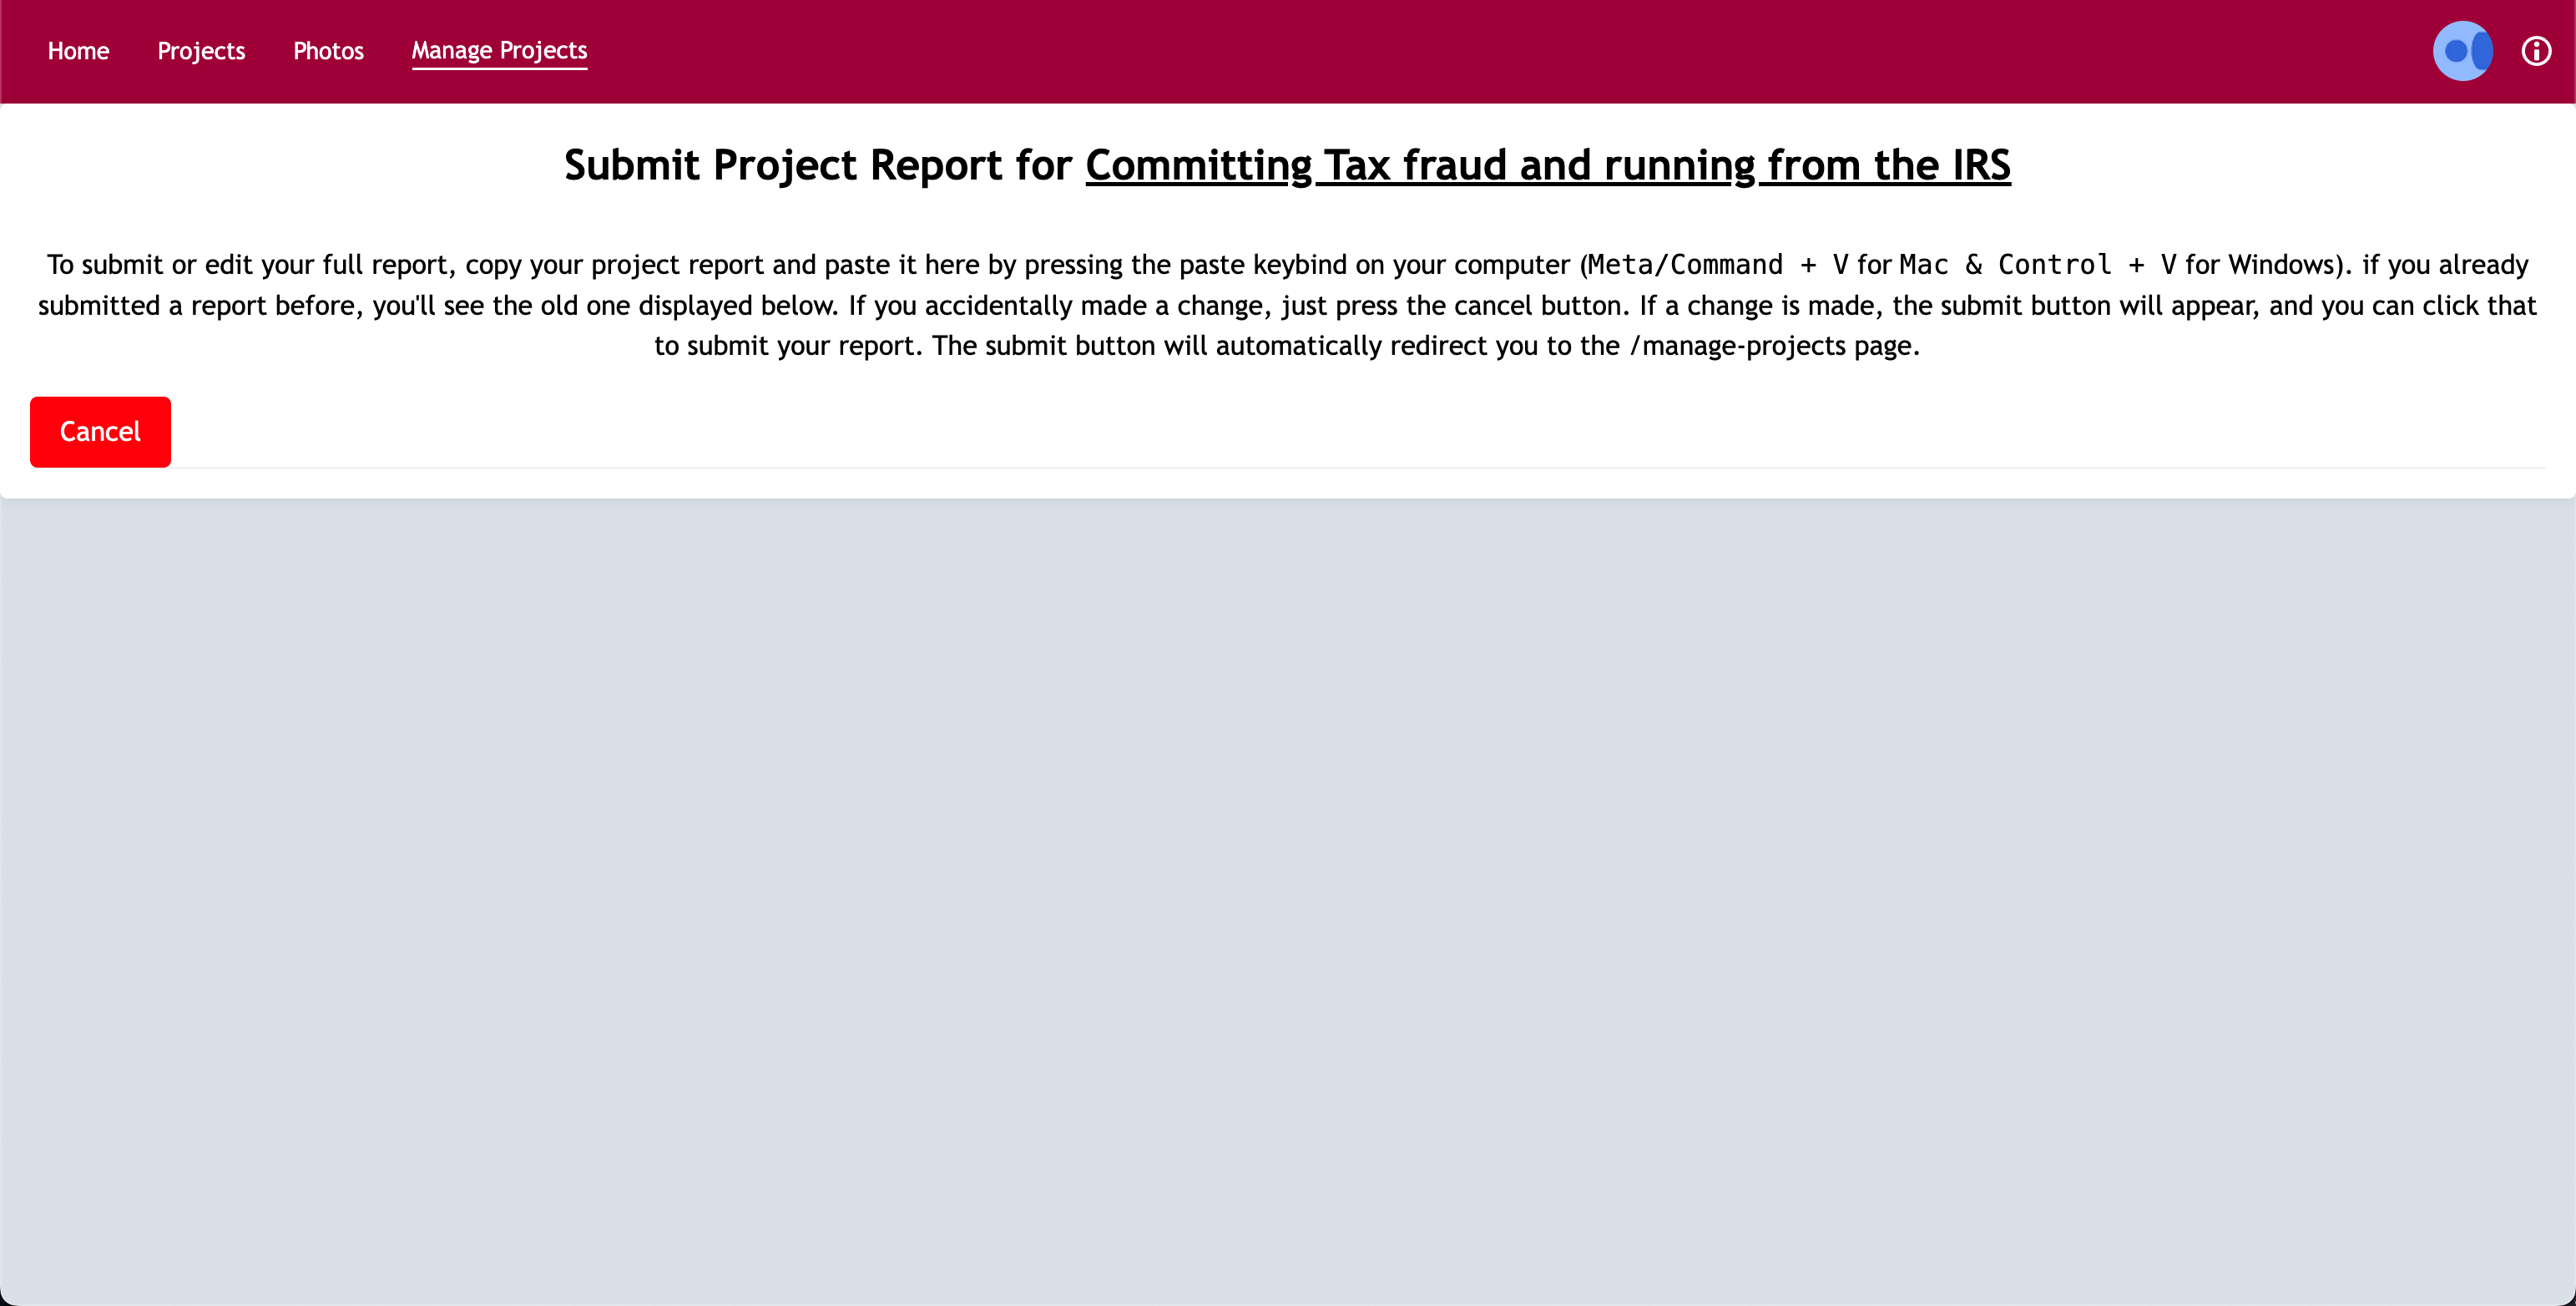 Home Projects Photos Manage Projects
Submit Project Report for Committing Tax fraud and running from the IRS
To submit or edit your full report, copy your project report and paste it here by pressing the paste keybind on your computer (Meta/Command + V for Mac & Control + V for Windows). if you already
submitted a report before, you'll see the old one displayed below. If you accidentally made a change, just press the cancel button. If a change is made, the submit button will appear, and you can click that
to submit your report. The submit button will automatically redirect you to the /manage-projects page.
Cancel